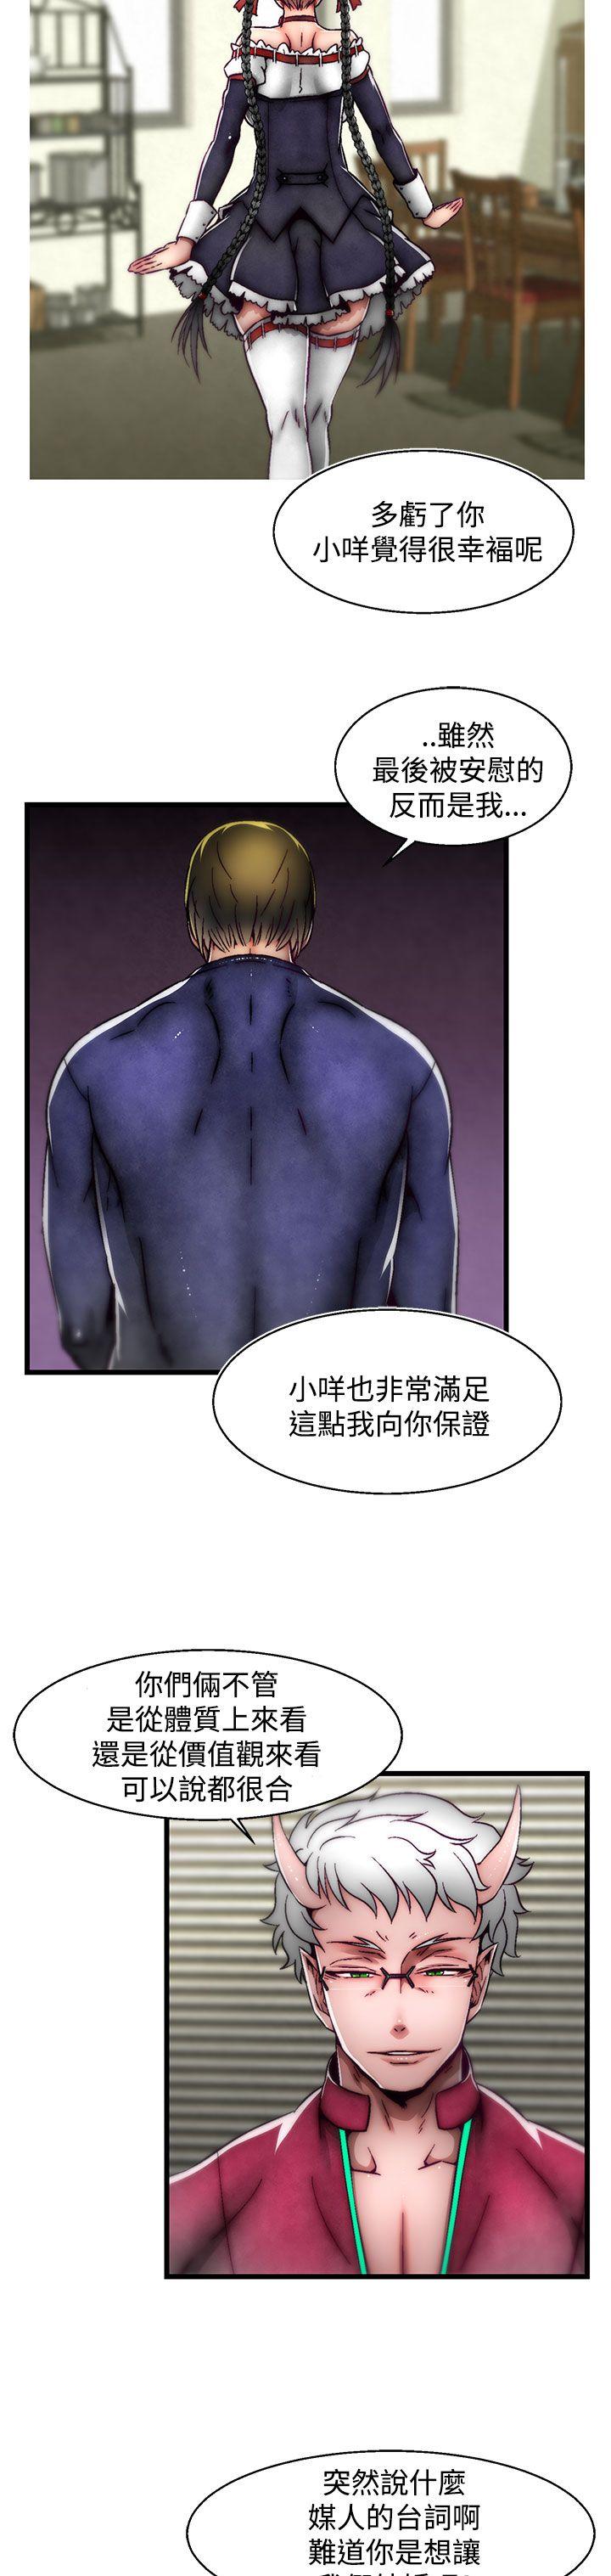 多虧了你
小咩覺得很幸福呢
..雖然
最後被安慰的
反而是我...
小咩也非常滿足
這點我向你保證
你們倆不管
是從體質上來看
還是從價值觀來看
可以說都很合
突然說什麼
媒人的台詞啊
難道你是想讓